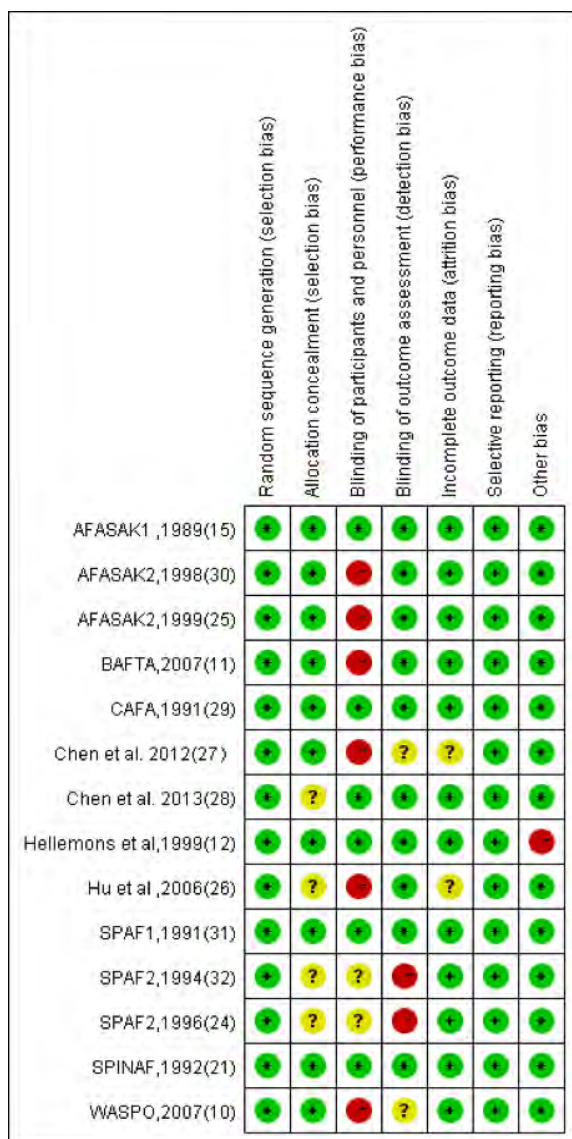 Random sequence generation (selection bias)
Allocation concealment (selection bias)
Blinding of participants and personnel (performance bias)
Blinding of outcome assessment (detection bias)
Incomplete outcome data (attrition bias)
Selective reporting (reporting bias)
Other bias
AFASAK1 ,1989(15) + + + + + + +
AFASAK2,1998(30) + + - + + + +
AFASAK2,1999(25) + + - + + + +
BAFTA,2007(11) + + - + + + +
CAFA,1991(29) + + + + + + +
Chen et al. 2012(27) + + - ? ? + +
Chen et al. 2013(28) + ? + + + + +
Hellemons et al,1999(12) + + + + + + -
Hu et al ,2006(26) + ? - + ? + +
SPAF1,1991(31) + + + + + + +
SPAF2,1994(32) + ? ? - + + +
SPAF2,1996(24) + ? ? - + + +
SPINAF,1992(21) + + + + + + +
WASPO,2007(10) + + - ? + + +